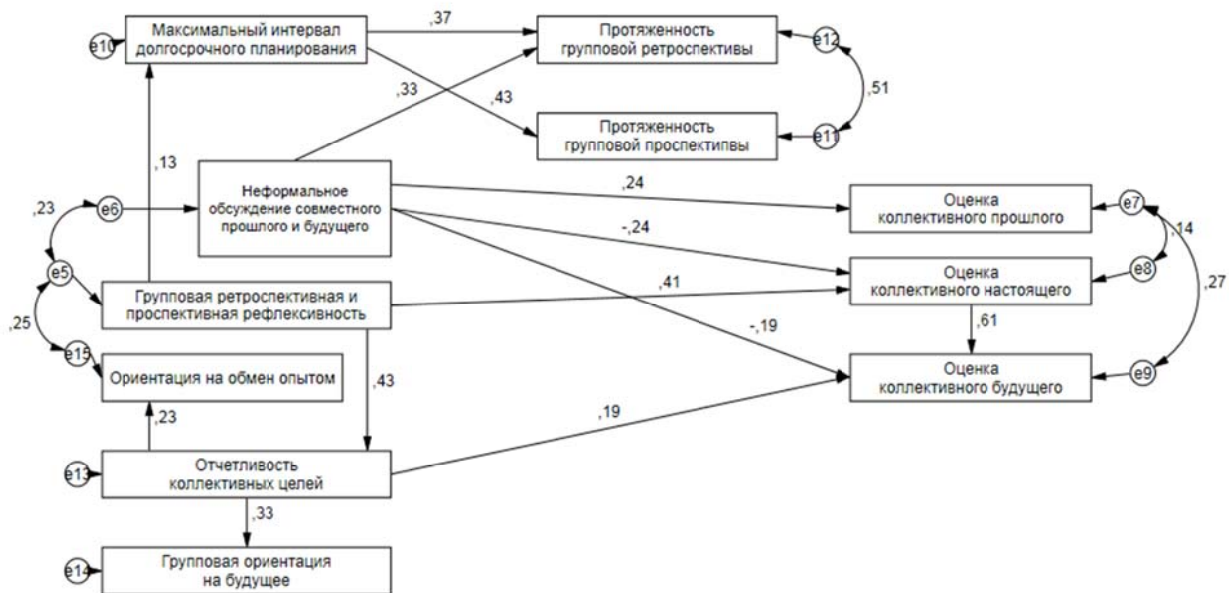 e10
Максимальный интервал
долгосрочного планирования
,37
Протяженность
групповой ретроспективы
e12
,33
,43
,51
Протяженность
групповой проспектипвы
e11
,13
Неформальное
обсуждение совместного
прошлого и будущего
,23
e6
,24
Оценка
коллективного прошлого
e7
-,24
,14
e5
Групповая ретроспективная и
проспективная рефлексивность
,41
Оценка
коллективного настоящего
e8
,27
,25
-,19
,61
e15
Ориентация на обмен опытом
,43
Оценка
коллективного будущего
e9
,23
,19
e13
Отчетливость
коллективных целей
,33
e14
Групповая ориентация
на будущее